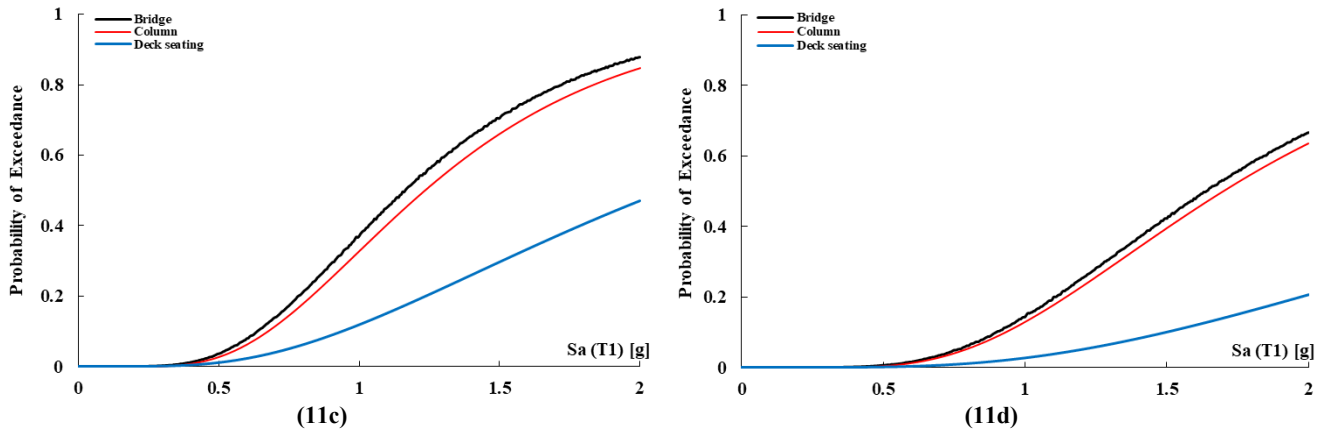 Bridge
Column
Deck seating
1
0.8
0.6
0.4
0.2
0
Probability of Exceedance
Sa (T1) [g]
0 0.5 1 1.5 2
(11c)
Bridge
Column
Deck seating
1
0.8
0.6
0.4
0.2
0
Probability of Exceedance
Sa (T1) [g]
0 0.5 1 1.5 2
(11d)